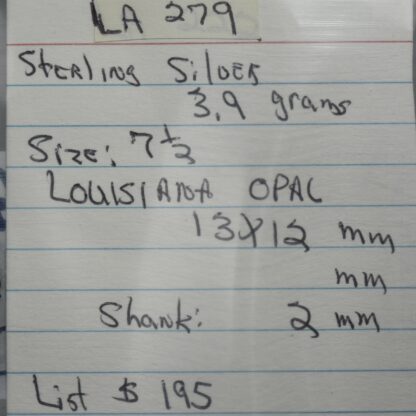 LA 279
Sterling Silver
3.9 grams
Size: 7 1/2
Louisiana Opal
13x12 mm
mm
Shank: 2 mm
List $ 195